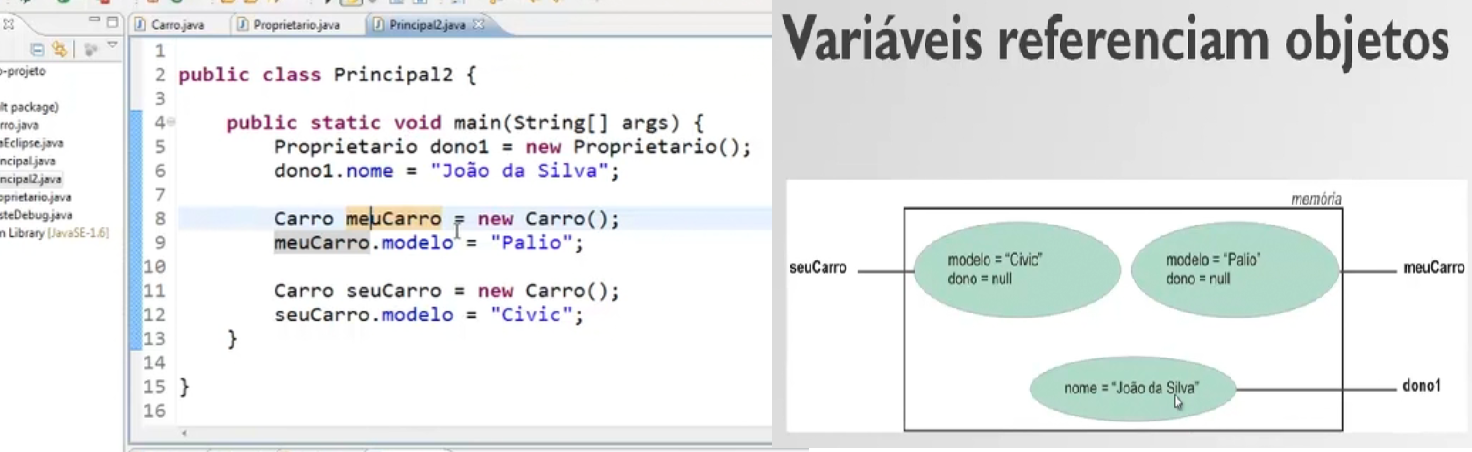 Carro.java Proprietario.java Principal2.java
-projeto
lt package)
rro.java
aEclipse.java
ncipal.java
ncipal2.java
oprietario.java
steDebug.java
n Library [JavaSE-1.6]
1
2 public class Principal2 {
3
4 public static void main(String[] args) {
5 Proprietario dono1 = new Proprietario();
6 dono1.nome = "João da Silva";
7
8 Carro meuCarro = new Carro();
9 meuCarro.modelo = "Palio";
10
11 Carro seuCarro = new Carro();
12 seuCarro.modelo = "Civic";
13 }
14
15 }
16
Variáveis referenciam objetos
memória
seuCarro
modelo = "Civic"
dono = null
modelo = "Palio"
dono = null
meuCarro
nome = "João da Silva"
dono1